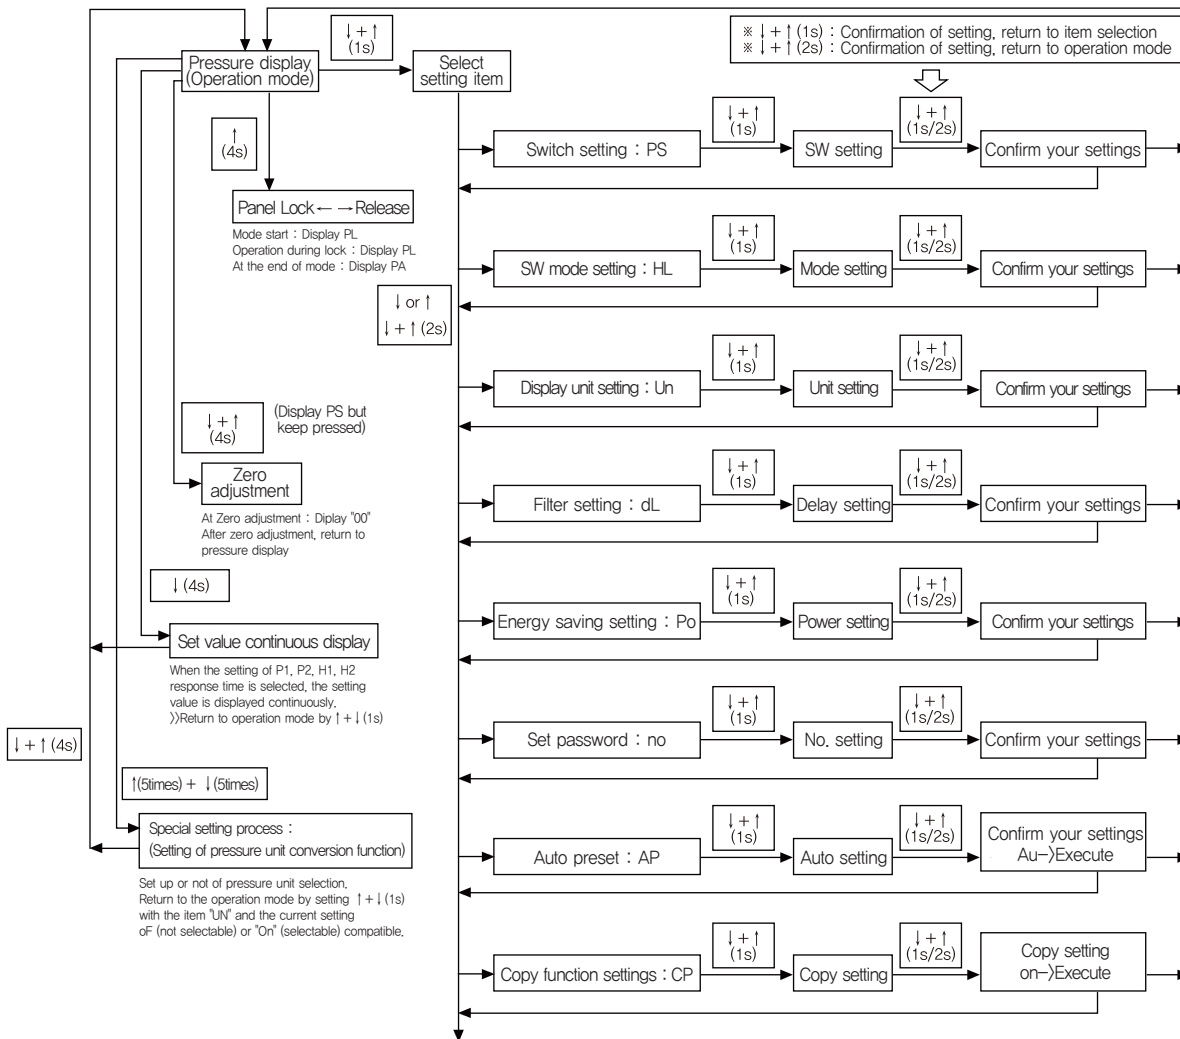 ↓+↑
(1s)
※ ↓+↑ (1s) : Confirmation of setting, return to item selection
※ ↓+↑ (2s) : Confirmation of setting, return to operation mode
Pressure display
(Operation mode)
Select
setting item
↑
(4s)
Panel Lock← →Release
Mode start : Display PL
Operation during lock : Display PL
At the end of mode : Display PA
↓ or ↑
↓+↑ (2s)
↓+↑
(4s)
(Display PS but
keep pressed)
Zero
adjustment
At Zero adjustment : Diplay "00"
After zero adjustment, return to
pressure display
↓ (4s)
Set value continuous display
When the setting of P1, P2, H1, H2
response time is selected, the setting
value is displayed continuously.
>>Return to operation mode by ↑+↓ (1s)
↓+↑ (4s)
↑(5times) + ↓(5times)
Special setting process :
(Setting of pressure unit conversion function)
Set up or not of pressure unit selection.
Return to the operation mode by setting ↑+↓ (1s)
with the item "UN" and the current setting
oF (not selectable) or "On" (selectable) compatible.
Switch setting : PS
↓+↑
(1s)
SW setting
↓+↑
(1s/2s)
Confirm your settings
SW mode setting : HL
↓+↑
(1s)
Mode setting
↓+↑
(1s/2s)
Confirm your settings
Display unit setting : Un
↓+↑
(1s)
Unit setting
↓+↑
(1s/2s)
Confirm your settings
Filter setting : dL
↓+↑
(1s)
Delay setting
↓+↑
(1s/2s)
Confirm your settings
Energy saving setting : Po
↓+↑
(1s)
Power setting
↓+↑
(1s/2s)
Confirm your settings
Set password : no
↓+↑
(1s)
No. setting
↓+↑
(1s/2s)
Confirm your settings
Auto preset : AP
↓+↑
(1s)
Auto setting
↓+↑
(1s/2s)
Confirm your settings
Au->Execute
Copy function settings : CP
↓+↑
(1s)
Copy setting
↓+↑
(1s/2s)
Copy setting
on->Execute